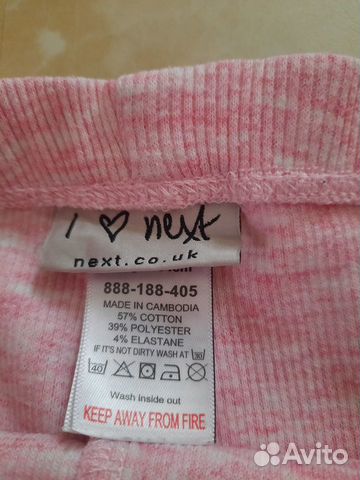 I ♡ next
next.co.uk
888-188-405
MADE IN CAMBODIA
57% COTTON
39% POLYESTER
4% ELASTANE
IF IT'S NOT DIRTY WASH AT 30
40
Wash inside out
KEEP AWAY FROM FIRE
Avito